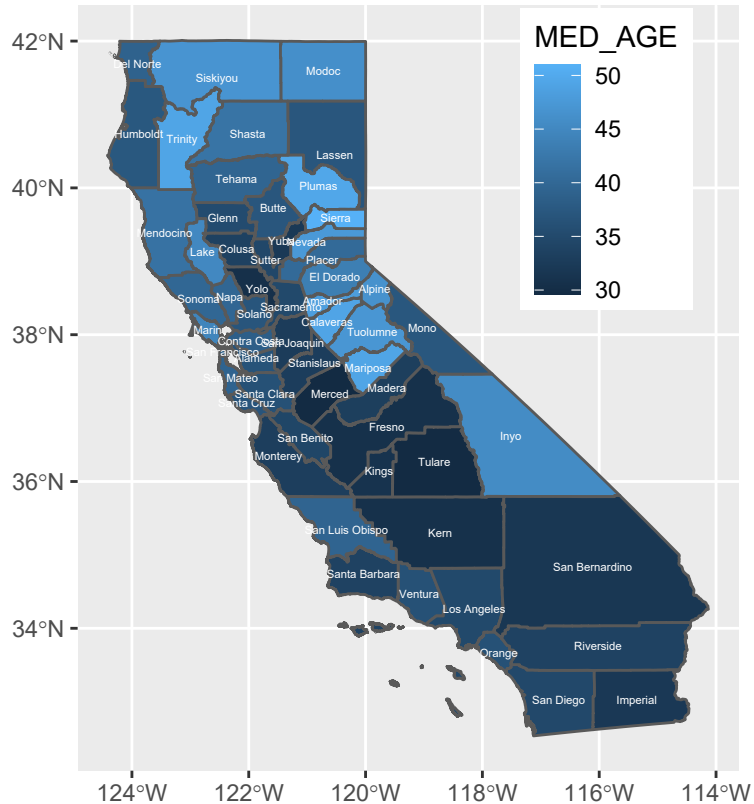 MED_AGE
50
45
40
35
30
42°N
40°N
38°N
36°N
34°N
Del Norte
Siskiyou
Modoc
Humboldt
Trinity
Shasta
Lassen
Tehama
Plumas
Butte
Glenn
Sierra
Mendocino
Yuba
Nevada
Lake
Colusa
Sutter
Placer
El Dorado
Yolo
Alpine
Sonoma
Napa
Sacramento
Amador
Solano
Calaveras
Marin
Tuolumne
Mono
Contra Costa
San Joaquin
San Francisco
Alameda
Stanislaus
Mariposa
San Mateo
Santa Clara
Merced
Madera
Santa Cruz
Fresno
San Benito
Inyo
Monterey
Kings
Tulare
San Luis Obispo
Kern
Santa Barbara
San Bernardino
Ventura
Los Angeles
Orange
Riverside
San Diego
Imperial
124°W
122°W
120°W
118°W
116°W
114°W